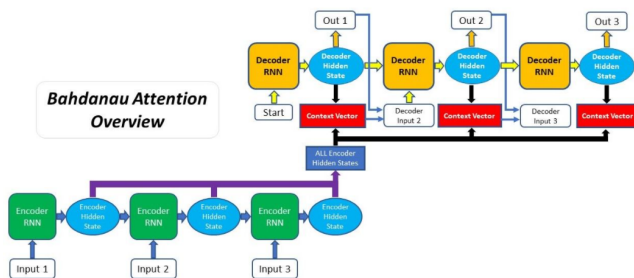 Out 1
Out 2
Out 3
Decoder
RNN
Decoder
Hidden
State
Decoder
RNN
Decoder
Hidden
State
Decoder
RNN
Decoder
Hidden
State
Bahdanau Attention
Overview
Start
Context Vector
Decoder
Input 2
Context Vector
Decoder
Input 3
Context Vector
ALL Encoder
Hidden States
Encoder
RNN
Encoder
Hidden
State
Encoder
RNN
Encoder
Hidden
State
Encoder
RNN
Encoder
Hidden
State
Input 1
Input 2
Input 3